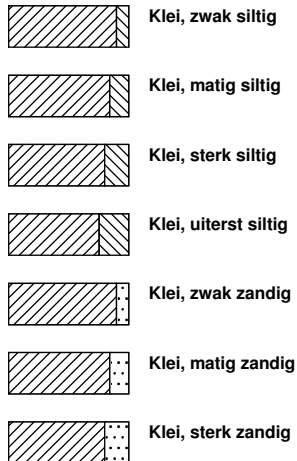 Klei, zwak siltig
Klei, matig siltig
Klei, sterk siltig
Klei, uiterst siltig
Klei, zwak zandig
Klei, matig zandig
Klei, sterk zandig